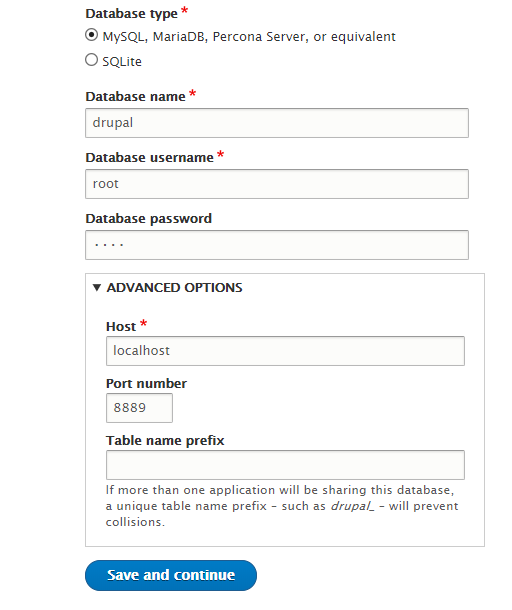 Database type *
MySQL, MariaDB, Percona Server, or equivalent
SQLite
Database name *
drupal
Database username *
root
Database password
····
▼ ADVANCED OPTIONS
Host *
localhost
Port number
8889
Table name prefix
If more than one application will be sharing this database,
a unique table name prefix – such as drupal_ – will prevent
collisions.
Save and continue